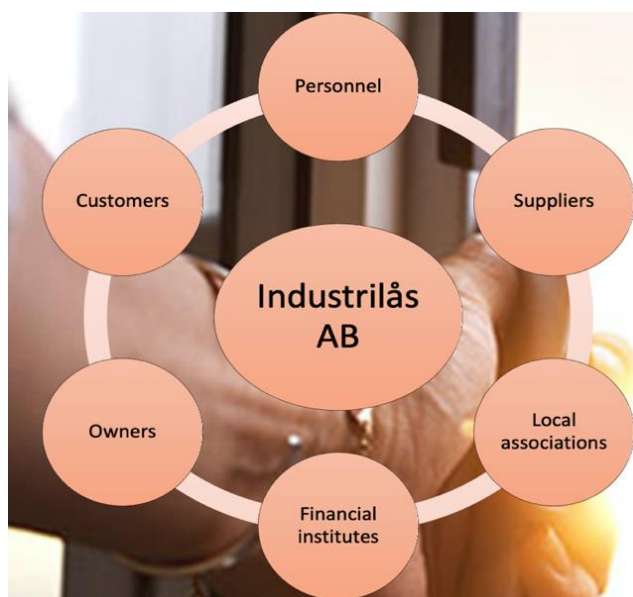 Personnel
Customers
Suppliers
Industrilås
AB
Owners
Local
associations
Financial
institutes